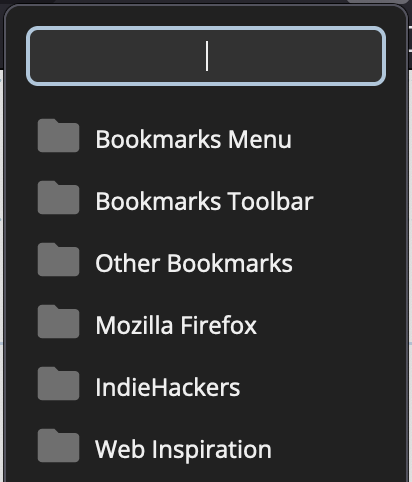 Bookmarks Menu
Bookmarks Toolbar
Other Bookmarks
Mozilla Firefox
IndieHackers
Web Inspiration